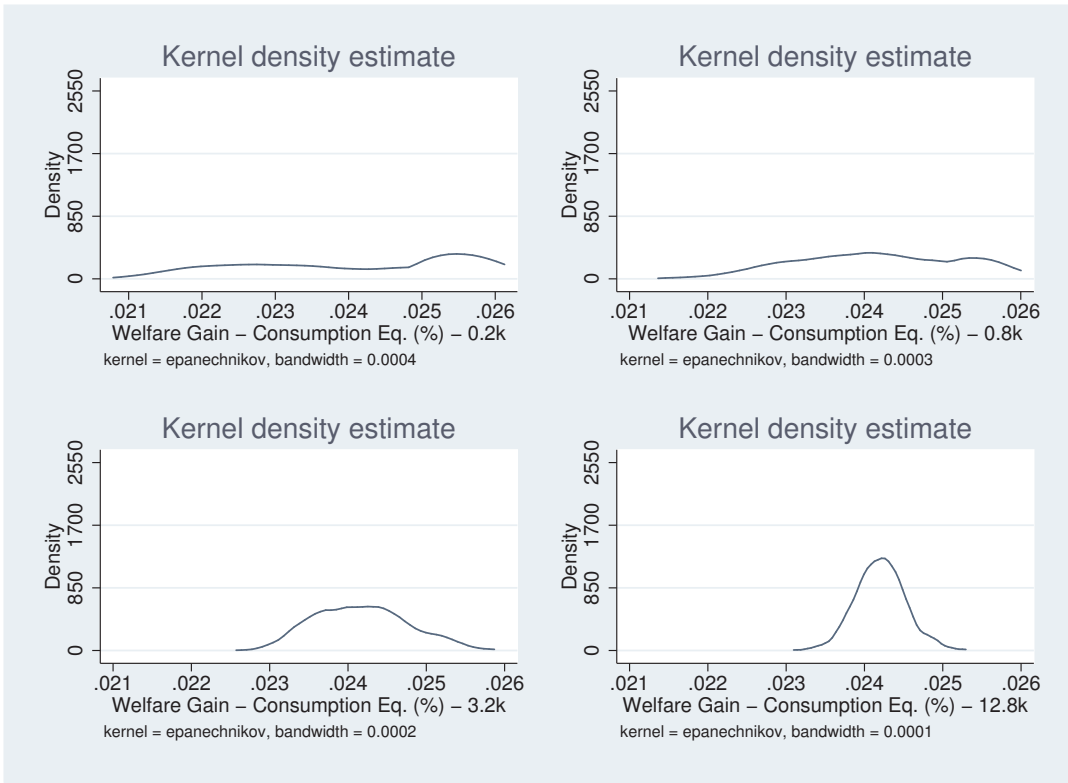 Kernel density estimate
2550
1700
850
0
Density
.021 .022 .023 .024 .025 .026
Welfare Gain − Consumption Eq. (%) − 0.2k
kernel = epanechnikov, bandwidth = 0.0004
Kernel density estimate
2550
1700
850
0
Density
.021 .022 .023 .024 .025 .026
Welfare Gain − Consumption Eq. (%) − 0.8k
kernel = epanechnikov, bandwidth = 0.0003
Kernel density estimate
2550
1700
850
0
Density
.021 .022 .023 .024 .025 .026
Welfare Gain − Consumption Eq. (%) − 3.2k
kernel = epanechnikov, bandwidth = 0.0002
Kernel density estimate
2550
1700
850
0
Density
.021 .022 .023 .024 .025 .026
Welfare Gain − Consumption Eq. (%) − 12.8k
kernel = epanechnikov, bandwidth = 0.0001